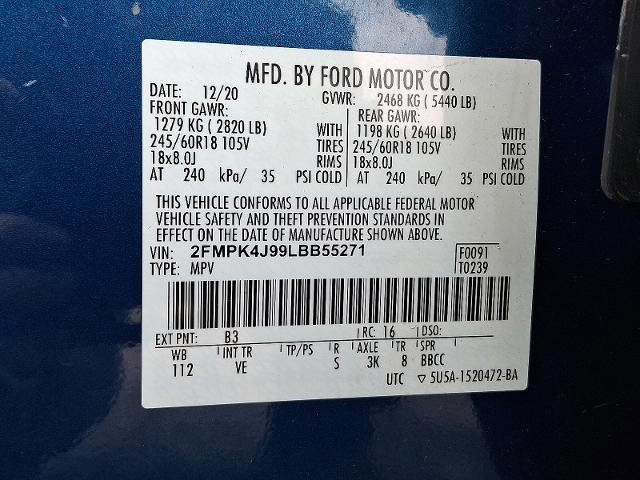 MFD. BY FORD MOTOR CO.
DATE: 12/20 GVWR: 2468 KG ( 5440 LB)
FRONT GAWR: REAR GAWR:
1279 KG ( 2820 LB) WITH 1198 KG ( 2640 LB) WITH
245/60R18 105V TIRES 245/60R18 105V TIRES
18x8.0J RIMS 18x8.0J RIMS
AT 240 kPa/ 35 PSI COLD AT 240 kPa/ 35 PSI COLD
THIS VEHICLE CONFORMS TO ALL APPLICABLE FEDERAL MOTOR
VEHICLE SAFETY AND THEFT PREVENTION STANDARDS IN
EFFECT ON THE DATE OF MANUFACTURE SHOWN ABOVE.
VIN: 2FMPK4J99LBB55271 F0091
TYPE: MPV T0239
EXT PNT: B3 RC: 16 DSO:
WB INT TR TP/PS R AXLE TR SPR
112 VE S 3K 8 BBCC
UTC ▽ 5U5A-1520472-BA